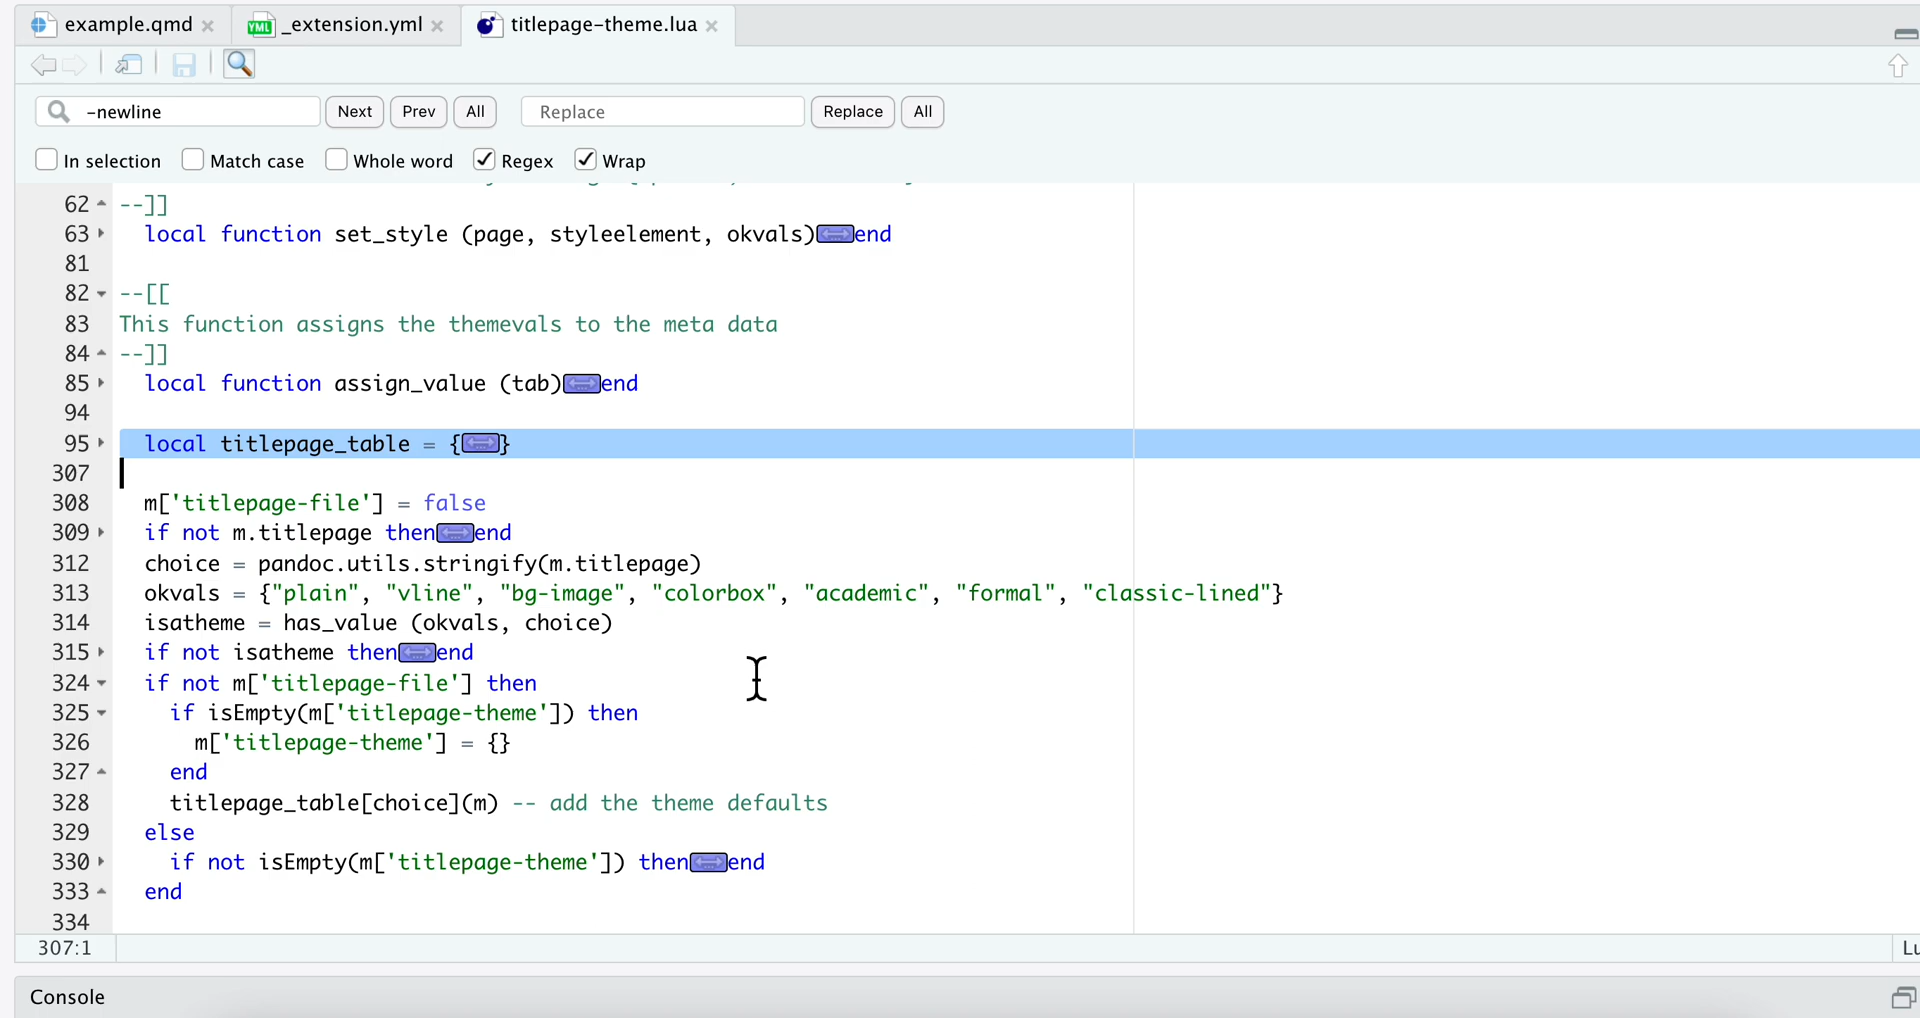 example.qmd
_extension.yml
titlepage-theme.lua
-newline
Next
Prev
All
Replace
Replace
All
In selection
Match case
Whole word
Regex
Wrap
62 --]]
63 local function set_style (page, styleelement, okvals)end
81
82 --[[
83 This function assigns the themevals to the meta data
84 --]]
85 local function assign_value (tab)end
94
95 local titlepage_table = {}
307
308 m['titlepage-file'] = false
309 if not m.titlepage thenend
312 choice = pandoc.utils.stringify(m.titlepage)
313 okvals = {"plain", "vline", "bg-image", "colorbox", "academic", "formal", "classic-lined"}
314 isatheme = has_value (okvals, choice)
315 if not isatheme thenend
324 if not m['titlepage-file'] then
325 if isEmpty(m['titlepage-theme']) then
326 m['titlepage-theme'] = {}
327 end
328 titlepage_table[choice](m) -- add the theme defaults
329 else
330 if not isEmpty(m['titlepage-theme']) thenend
333 end
334
307:1
Console